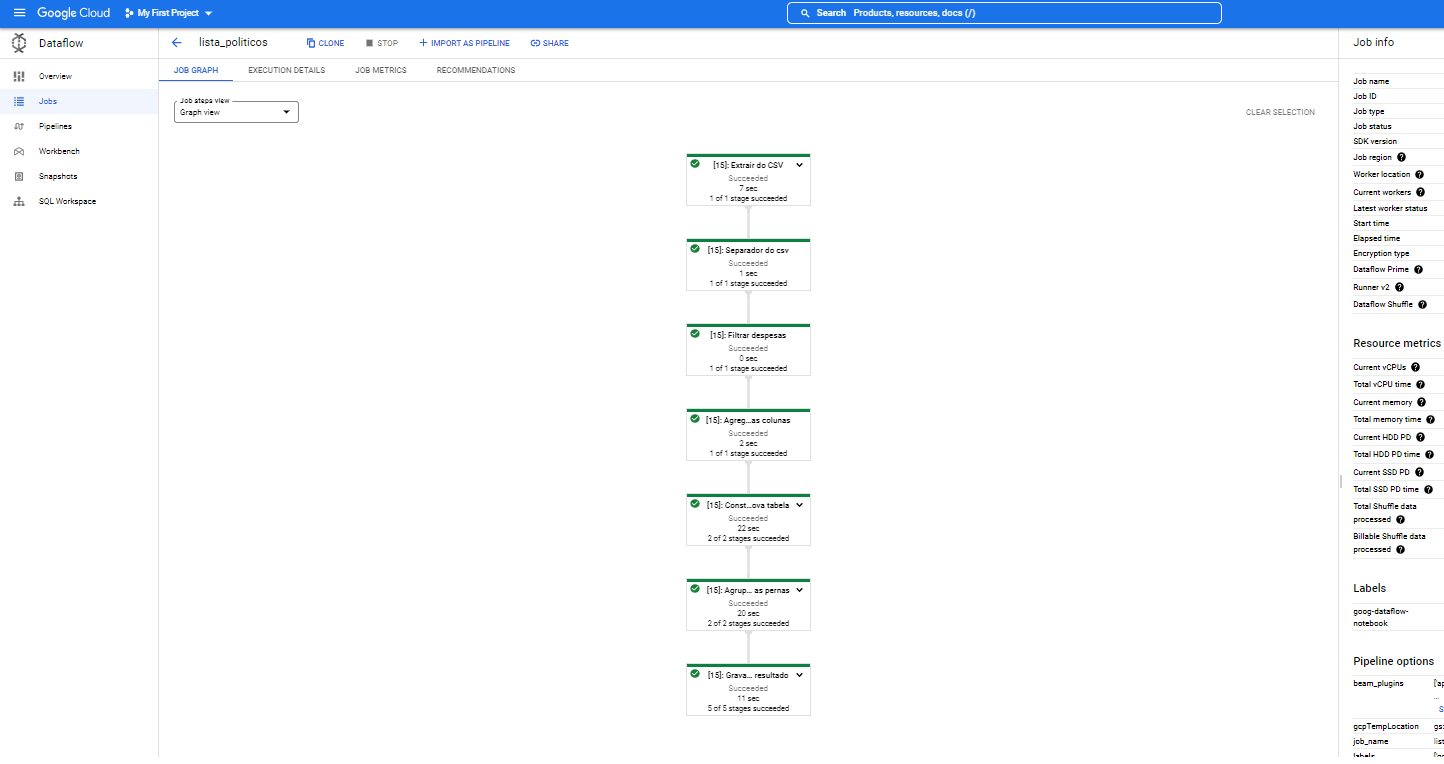 Google Cloud
My First Project
Search Products, resources, docs (/)
Dataflow
Overview
Jobs
Pipelines
Workbench
Snapshots
SQL Workspace
lista_politicos
CLONE
STOP
IMPORT AS PIPELINE
SHARE
JOB GRAPH
EXECUTION DETAILS
JOB METRICS
RECOMMENDATIONS
Job steps view
Graph view
CLEAR SELECTION
[15]: Extrair do CSV
Succeeded
7 sec
1 of 1 stage succeeded
[15]: Separador do csv
Succeeded
1 sec
1 of 1 stage succeeded
[15]: Filtrar despesas
Succeeded
0 sec
1 of 1 stage succeeded
[15]: Agreg...as colunas
Succeeded
2 sec
1 of 1 stage succeeded
[15]: Const...ova tabela
Succeeded
22 sec
2 of 2 stages succeeded
[15]: Agrup... as pernas
Succeeded
20 sec
2 of 2 stages succeeded
[15]: Grava... resultado
Succeeded
11 sec
5 of 5 stages succeeded
Job info
Job name
Job ID
Job type
Job status
SDK version
Job region
Worker location
Current workers
Latest worker status
Start time
Elapsed time
Encryption type
Dataflow Prime
Runner v2
Dataflow Shuffle
Resource metrics
Current vCPUs
Total vCPU time
Current memory
Total memory time
Current HDD PD
Total HDD PD time
Current SSD PD
Total SSD PD time
Total Shuffle data
processed
Billable Shuffle data
processed
Labels
goog-dataflow-
notebook
Pipeline options
beam_plugins
...
gcpTempLocation
job_name
labels